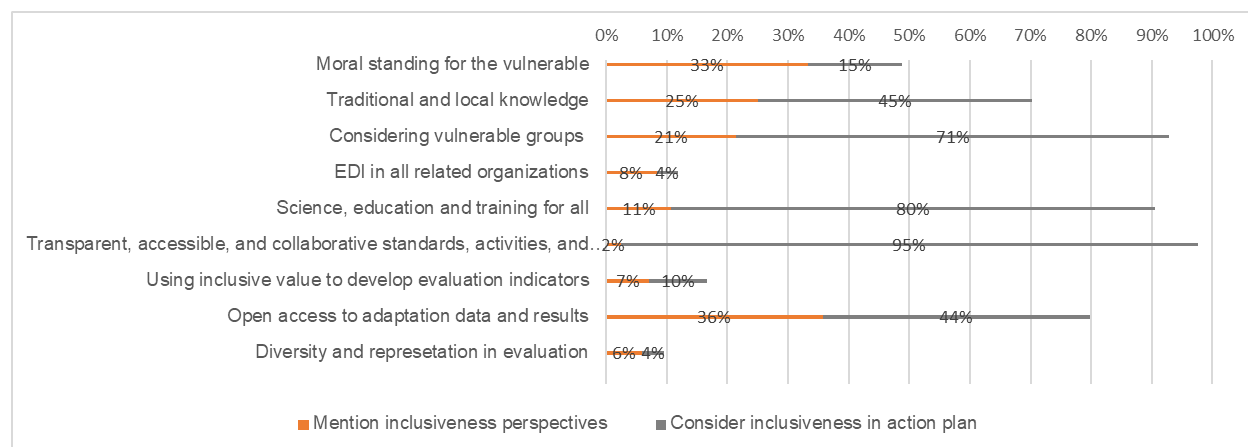 0% 10% 20% 30% 40% 50% 60% 70% 80% 90% 100%
Moral standing for the vulnerable 33% 15%
Traditional and local knowledge 25% 45%
Considering vulnerable groups 21% 71%
EDI in all related organizations 8% 4%
Science, education and training for all 11% 80%
Transparent, accessible, and collaborative standards, activities, and.. 2% 95%
Using inclusive value to develop evaluation indicators 7% 10%
Open access to adaptation data and results 36% 44%
Diversity and represetation in evaluation 6% 4%
Mention inclusiveness perspectives Consider inclusiveness in action plan